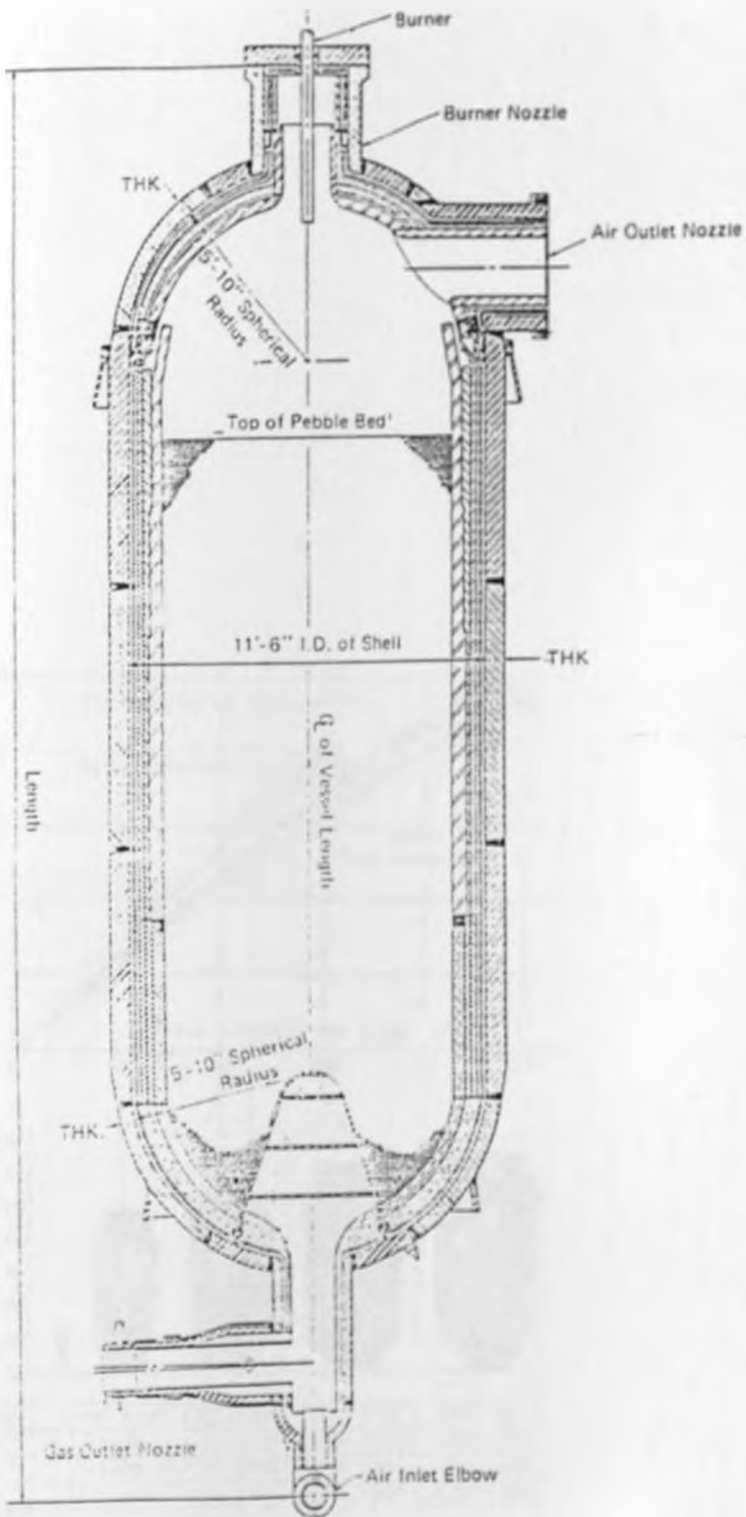 Burner
Burner Nozzle
THK
Air Outlet Nozzle
5'-10" Spherical
Radius
Top of Pebble Bed
11'-6" I.D. of Shell
THK
℄ of Vessel Length
Length
5-10" Spherical
Radius
THK.
Gas Outlet Nozzle
Air Inlet Elbow